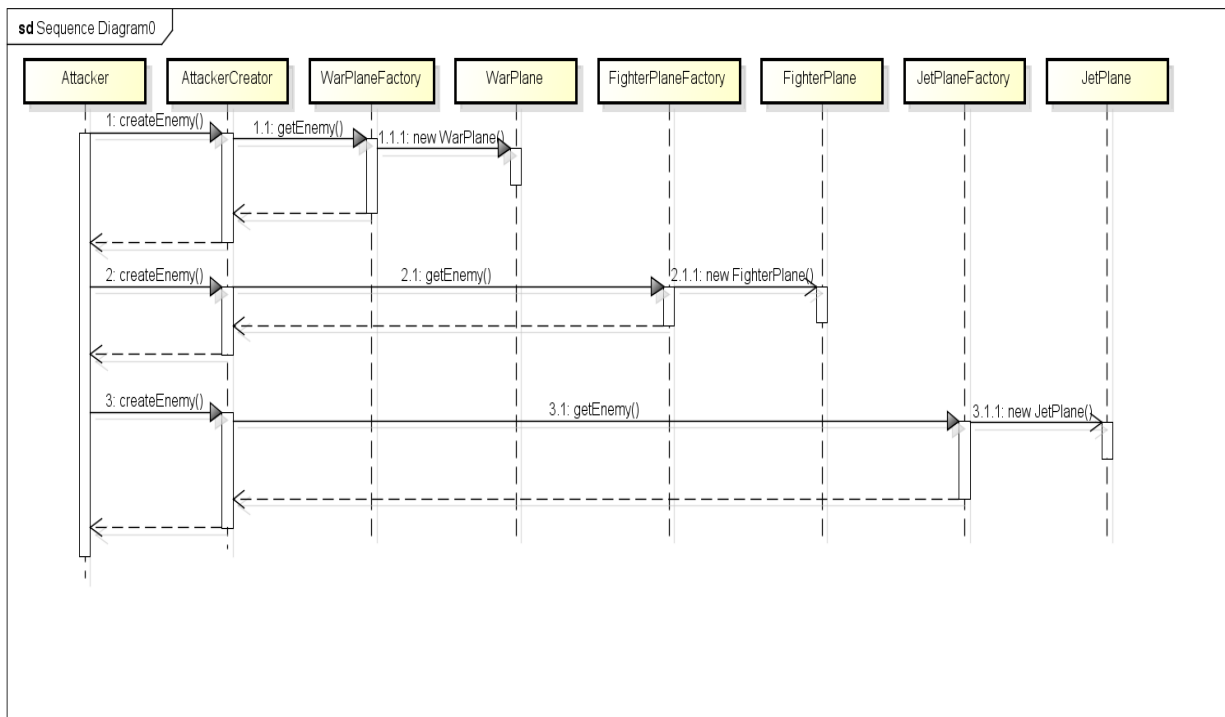 sd Sequence Diagram0
Attacker
AttackerCreator
WarPlaneFactory
WarPlane
FighterPlaneFactory
FighterPlane
JetPlaneFactory
JetPlane
1: createEnemy()
1.1: getEnemy()
1.1.1: new WarPlane()
2: createEnemy()
2.1: getEnemy()
2.1.1: new FighterPlane()
3: createEnemy()
3.1: getEnemy()
3.1.1: new JetPlane()